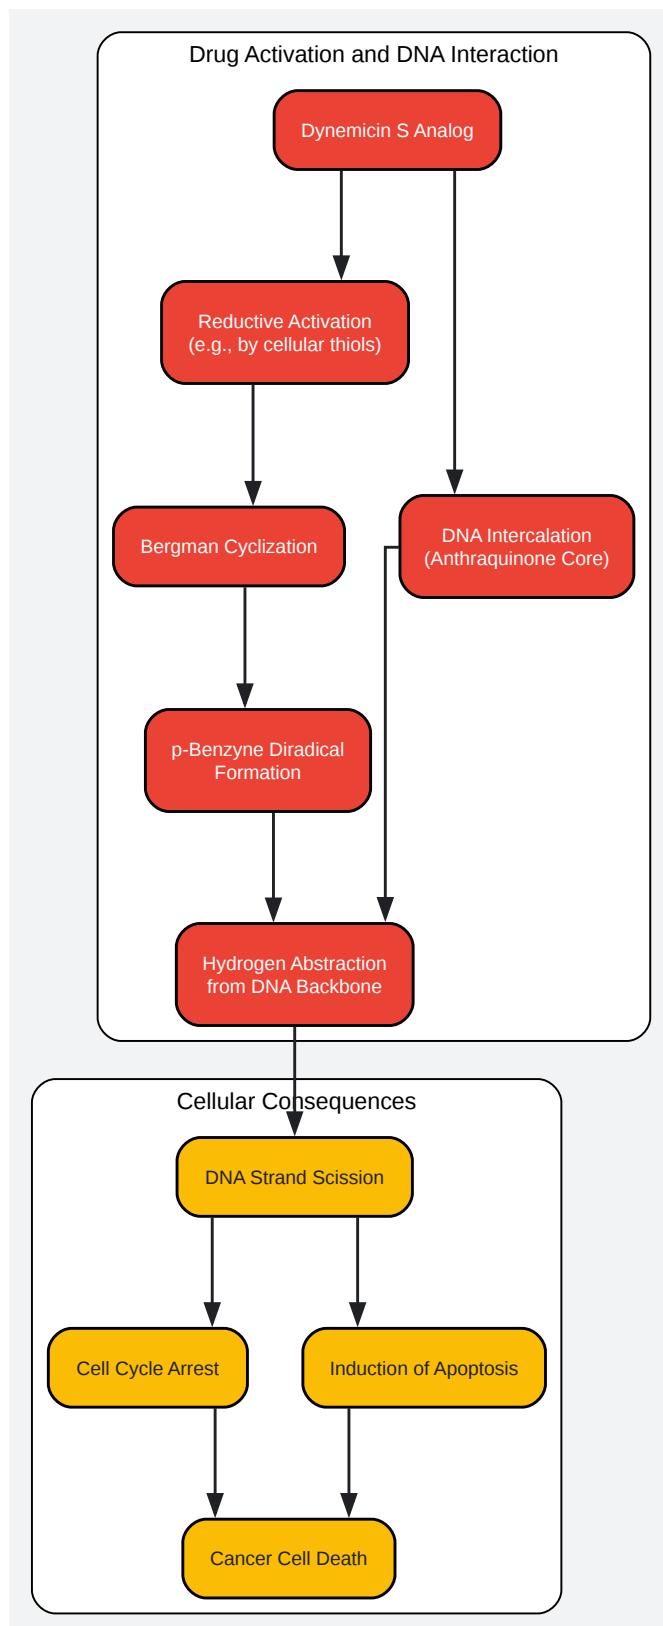 Drug Activation and DNA Interaction
Dynemicin S Analog
Reductive Activation
(e.g., by cellular thiols)
DNA Intercalation
(Anthraquinone Core)
Bergman Cyclization
p-Benzyne Diradical
Formation
Hydrogen Abstraction
from DNA Backbone
Cellular Consequences
DNA Strand Scission
Cell Cycle Arrest
Induction of Apoptosis
Cancer Cell Death